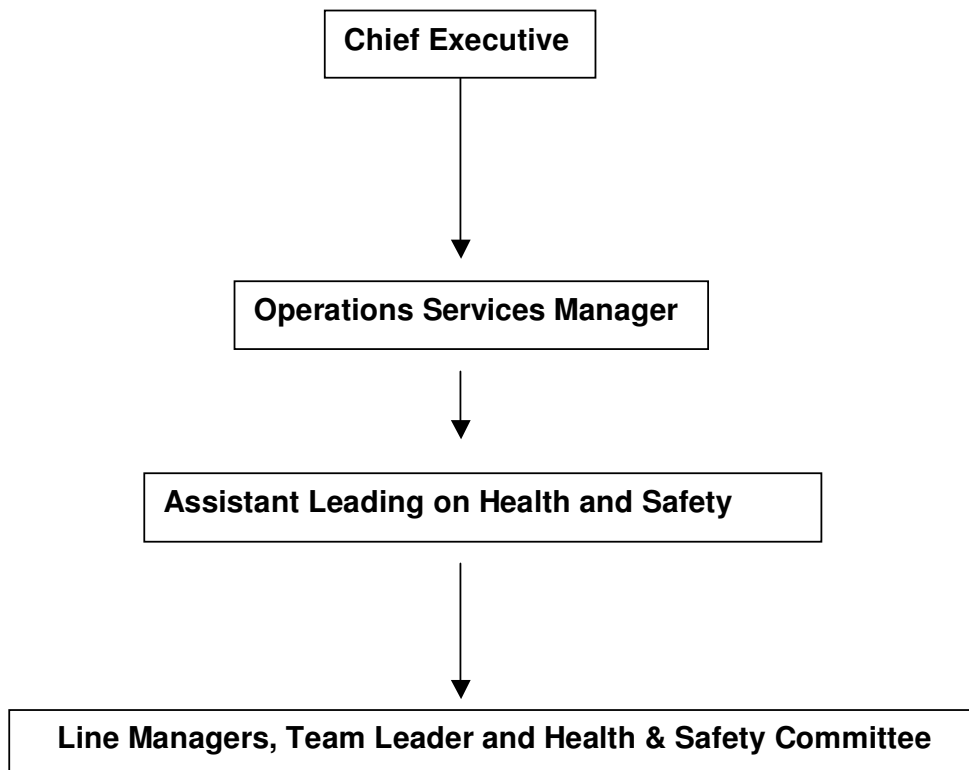 Chief Executive
Operations Services Manager
Assistant Leading on Health and Safety
Line Managers, Team Leader and Health & Safety Committee